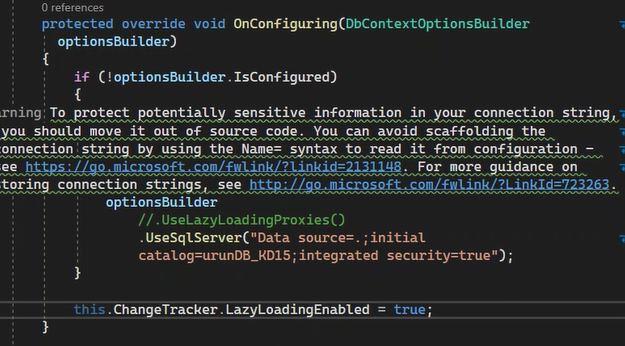 0 references
protected override void OnConfiguring(DbContextOptionsBuilder
optionsBuilder)
{
if (!optionsBuilder.IsConfigured)
{
arning To protect potentially sensitive information in your connection string,
you should move it out of source code. You can avoid scaffolding the
connection string by using the Name= syntax to read it from configuration -
see https://go.microsoft.com/fwlink/?linkid=2131148. For more guidance on
storing connection strings, see http://go.microsoft.com/fwlink/?LinkId=723263.
optionsBuilder
//.UseLazyLoadingProxies()
.UseSqlServer("Data source=.;initial
catalog=urunDB_KD15;integrated security=true");
}
this.ChangeTracker.LazyLoadingEnabled = true;
}